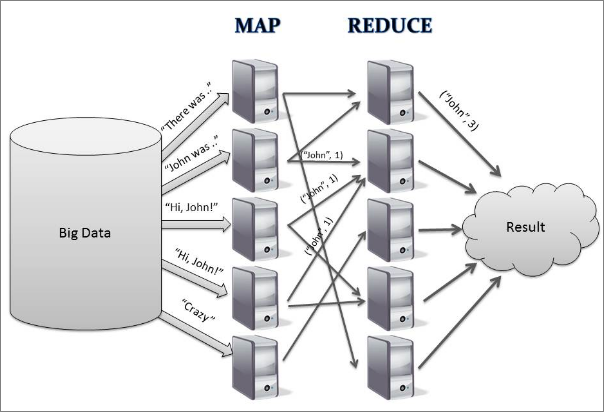 MAP
REDUCE
"There was .."
"John was .."
"Hi, John!"
"Hi, John!"
"Crazy"
Big Data
("John", 1)
("John", 1)
("John", 1)
("John", 3)
Result